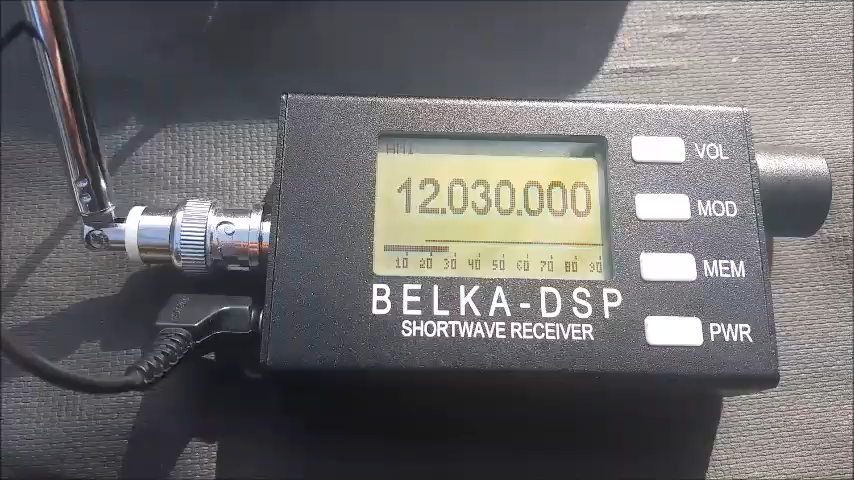 12.030.000
10 20 30 40 50 60 70 80 90
BELKA-DSP
SHORTWAVE RECEIVER
VOL
MOD
MEM
PWR